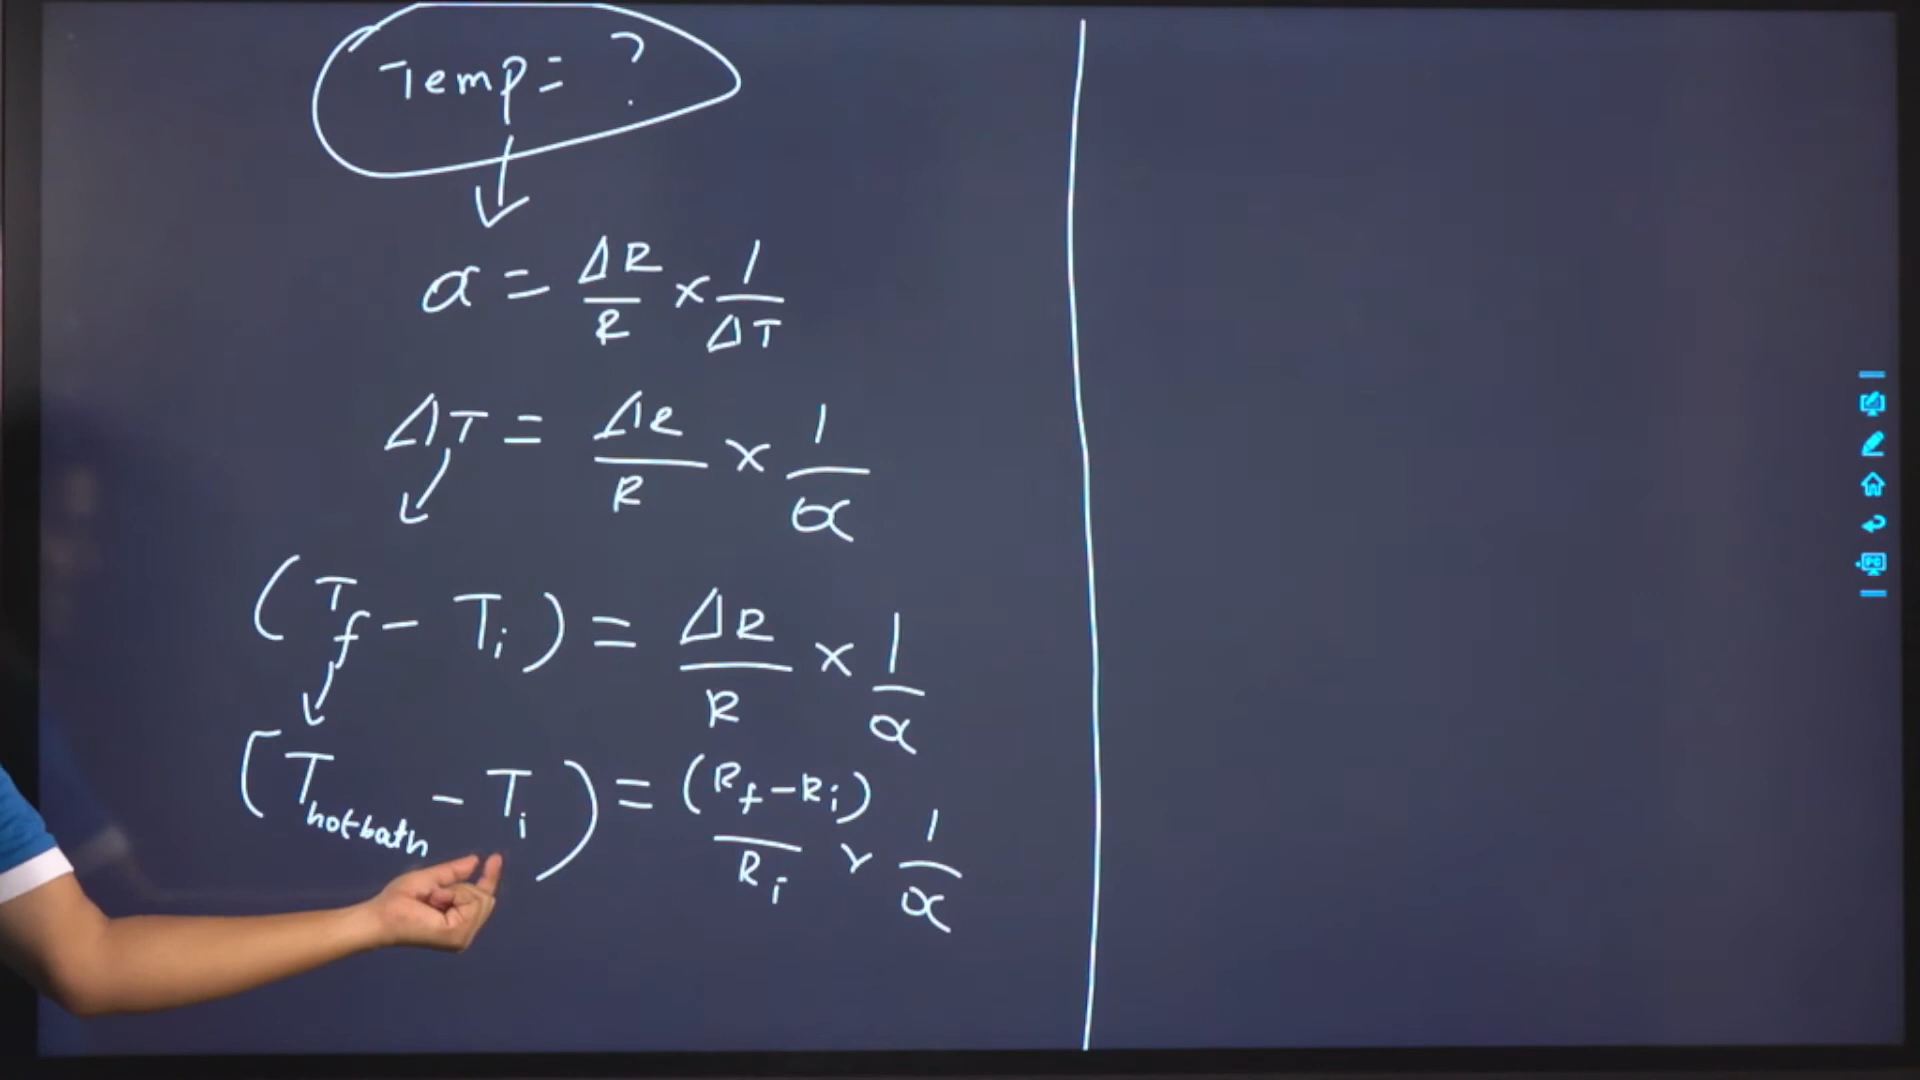 Temp = ?
α = ΔR/R × 1/ΔT
ΔT = ΔR/R × 1/α
(Tf - Ti) = ΔR/R × 1/α
(Thotbath - Ti) = (Rf - Ri)/Ri × 1/α